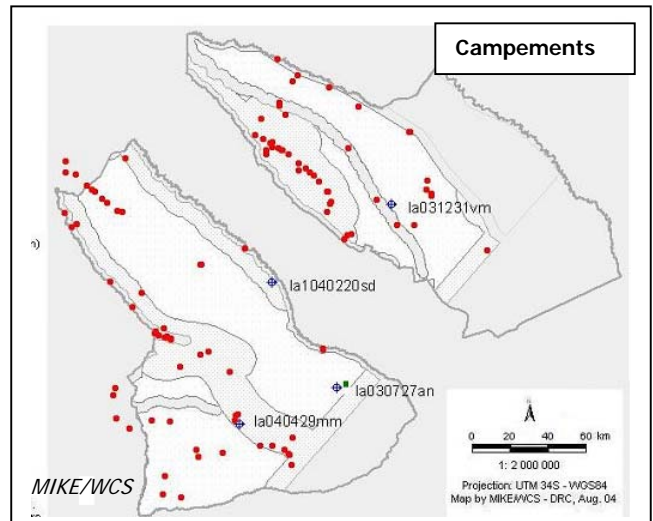 Campements
la031231vm
n)
la1040220sd
la030727an
la040429mm
N
0 20 40 60 km
1: 2 000 000
Projection: UTM 34S - WGS84
Map by MIKE/WCS - DRC, Aug. 04
MIKE/WCS